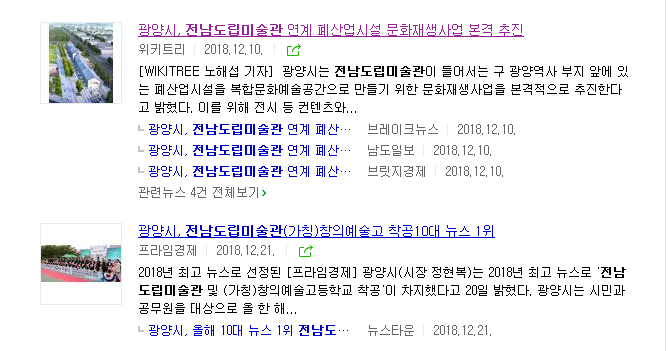 광양시, 전남도립미술관 연계 폐산업시설 문화재생사업 본격 추진
위키트리 | 2018.12.10. |
[WIKITREE 노해섭 기자] 광양시는 전남도립미술관이 들어서는 구 광양역사 부지 앞에 있
는 폐산업시설을 복합문화예술공간으로 만들기 위한 문화재생사업을 본격적으로 추진한다
고 밝혔다. 이를 위해 전시 등 컨텐츠와...
광양시, 전남도립미술관 연계 폐산… 브레이크뉴스 | 2018.12.10.
광양시, 전남도립미술관 연계 폐산… 남도일보 | 2018.12.10.
광양시, 전남도립미술관 연계 폐산… 브릿지경제 | 2018.12.10.
관련뉴스 4건 전체보기 >
광양시, 전남도립미술관(가칭)창의예술고 착공10대 뉴스 1위
프라임경제 | 2018.12.21. |
2018년 최고 뉴스로 선정된 [프라임경제] 광양시(시장 정현복)는 2018년 최고 뉴스로 '전남
도립미술관 및 (가칭)창의예술고등학교 착공'이 차지했다고 20일 밝혔다. 광양시는 시민과
공무원을 대상으로 올 한 해...
광양시, 올해 10대 뉴스 1위 전남도… 뉴스타운 | 2018.12.21.